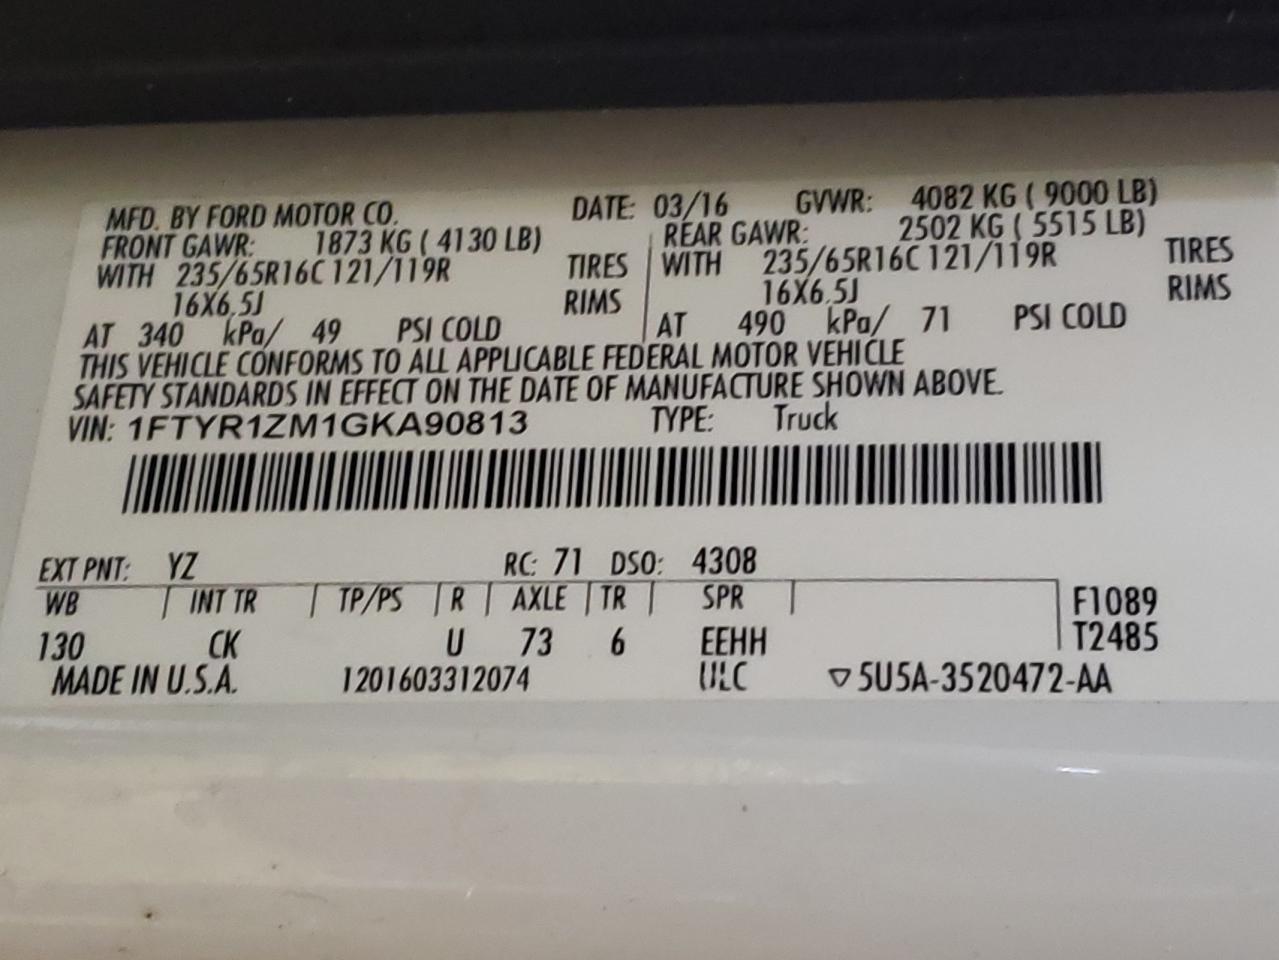 MFD. BY FORD MOTOR CO. DATE: 03/16 GVWR: 4082 KG ( 9000 LB)
FRONT GAWR: 1873 KG ( 4130 LB) REAR GAWR: 2502 KG ( 5515 LB)
WITH 235/65R16C 121/119R TIRES WITH 235/65R16C 121/119R TIRES
16X6.5J RIMS 16X6.5J RIMS
AT 340 kPa/ 49 PSI COLD AT 490 kPa/ 71 PSI COLD
THIS VEHICLE CONFORMS TO ALL APPLICABLE FEDERAL MOTOR VEHICLE
SAFETY STANDARDS IN EFFECT ON THE DATE OF MANUFACTURE SHOWN ABOVE.
VIN: 1FTYR1ZM1GKA90813 TYPE: Truck
EXT PNT: YZ RC: 71 DSO: 4308
WB INT TR TP/PS R AXLE TR SPR F1089
130 CK U 73 6 EEHH T2485
MADE IN U.S.A. 1201603312074 ULC ▽5U5A-3520472-AA